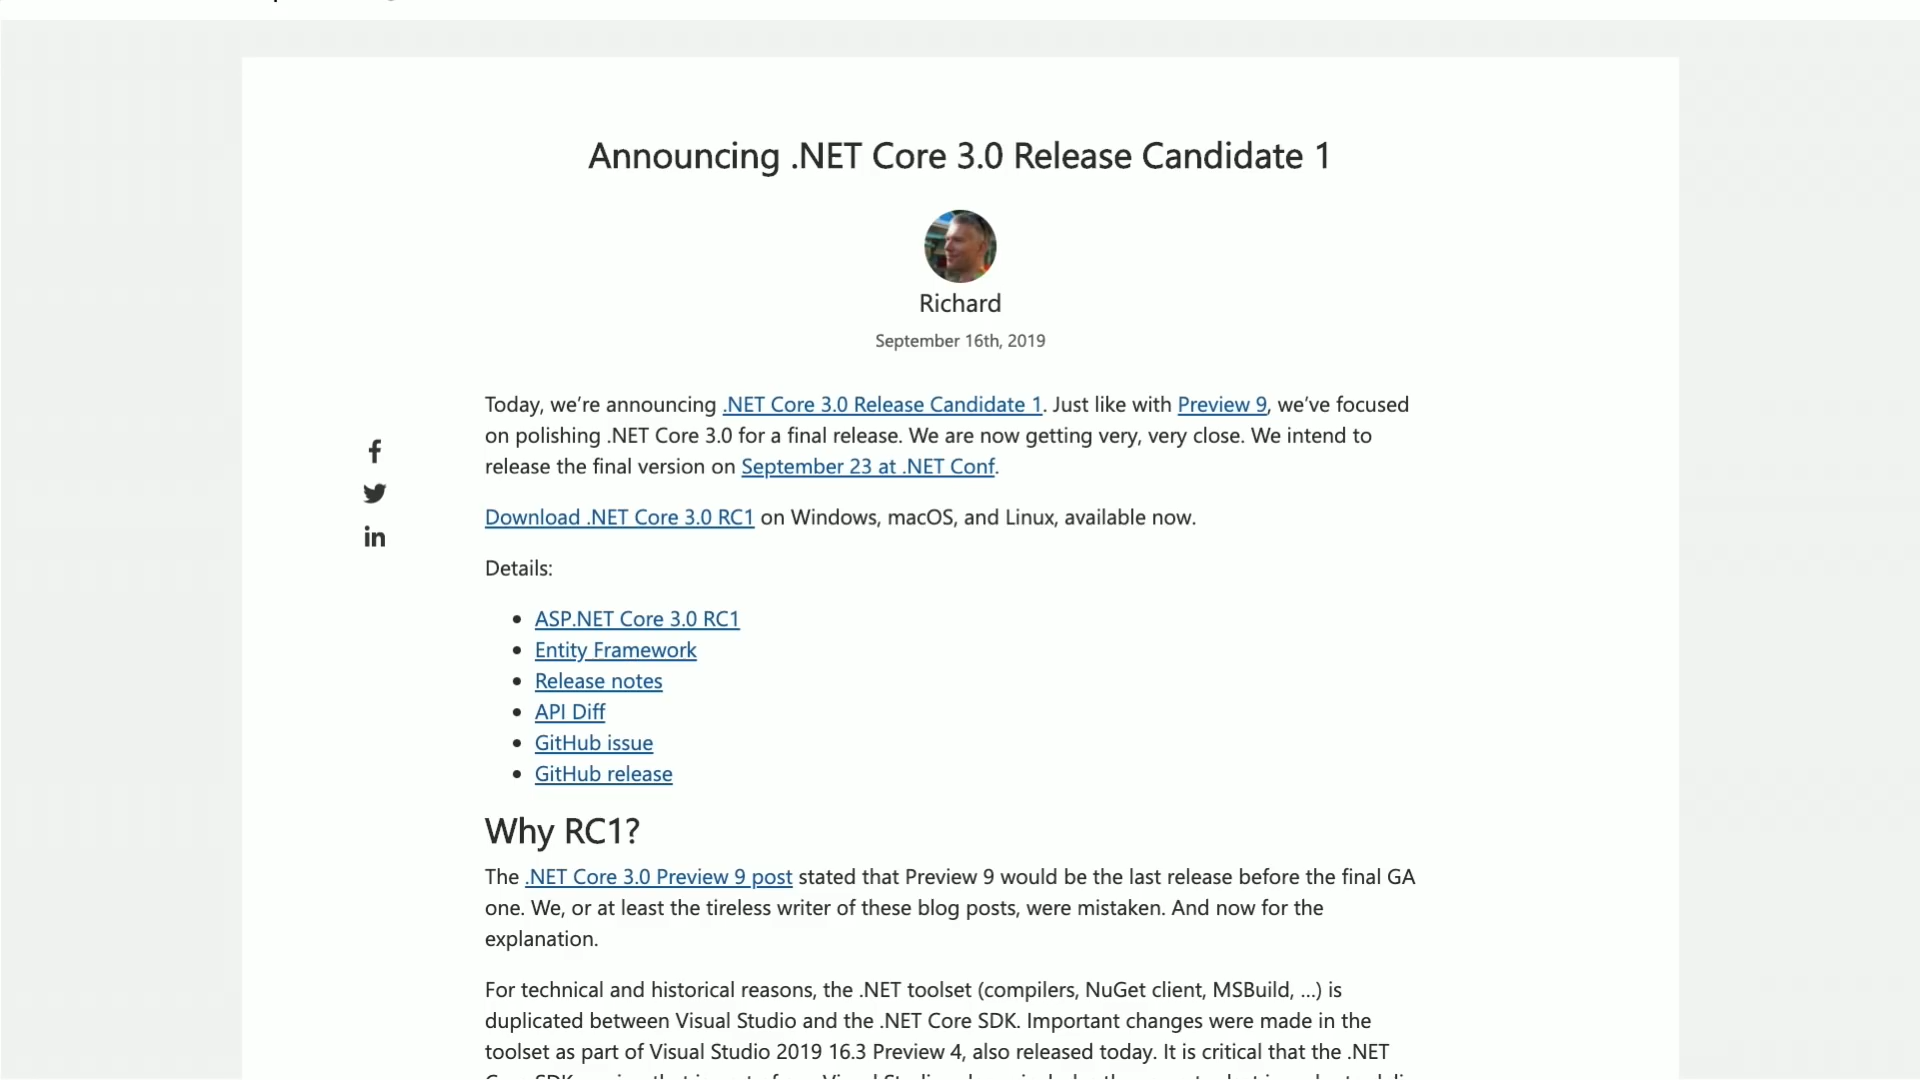 Announcing .NET Core 3.0 Release Candidate 1
Richard
September 16th, 2019
Today, we’re announcing .NET Core 3.0 Release Candidate 1. Just like with Preview 9, we’ve focused
on polishing .NET Core 3.0 for a final release. We are now getting very, very close. We intend to
release the final version on September 23 at .NET Conf.
Download .NET Core 3.0 RC1 on Windows, macOS, and Linux, available now.
Details:
ASP.NET Core 3.0 RC1
Entity Framework
Release notes
API Diff
GitHub issue
GitHub release
Why RC1?
The .NET Core 3.0 Preview 9 post stated that Preview 9 would be the last release before the final GA
one. We, or at least the tireless writer of these blog posts, were mistaken. And now for the
explanation.
For technical and historical reasons, the .NET toolset (compilers, NuGet client, MSBuild, …) is
duplicated between Visual Studio and the .NET Core SDK. Important changes were made in the
toolset as part of Visual Studio 2019 16.3 Preview 4, also released today. It is critical that the .NET